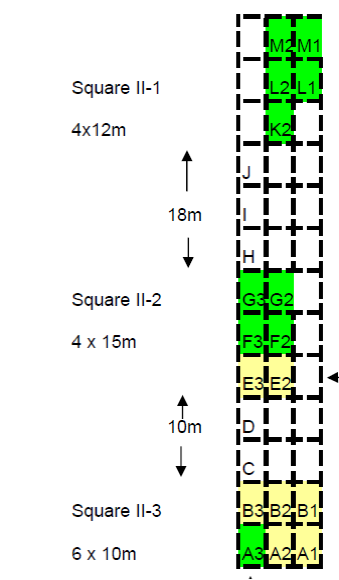 M2 M1
Square II-1 L2 L1
4x12m K2
J
18m I
H
Square II-2 G3 G2
4 x 15m F3 F2
E3 E2
10m D
C
Square II-3 B3 B2 B1
6 x 10m A3 A2 A1